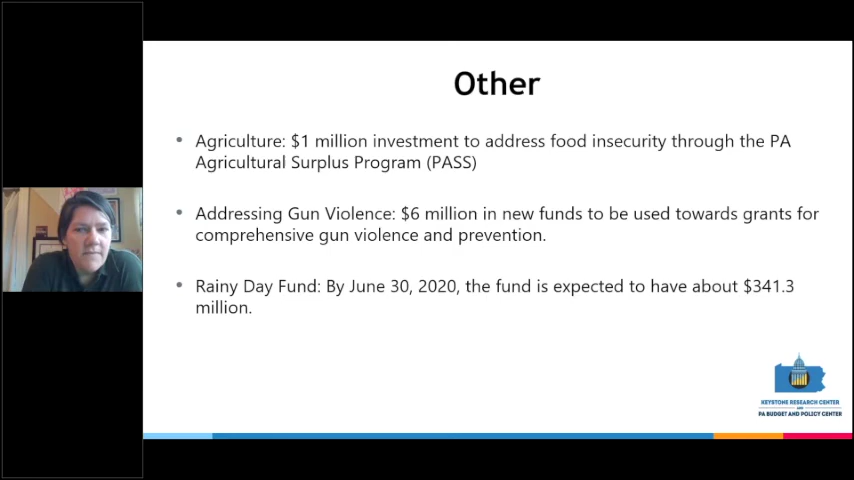 Other
• Agriculture: $1 million investment to address food insecurity through the PA
Agricultural Surplus Program (PASS)
• Addressing Gun Violence: $6 million in new funds to be used towards grants for
comprehensive gun violence and prevention.
• Rainy Day Fund: By June 30, 2020, the fund is expected to have about $341.3
million.
KEYSTONE RESEARCH CENTER
AND
PA BUDGET AND POLICY CENTER